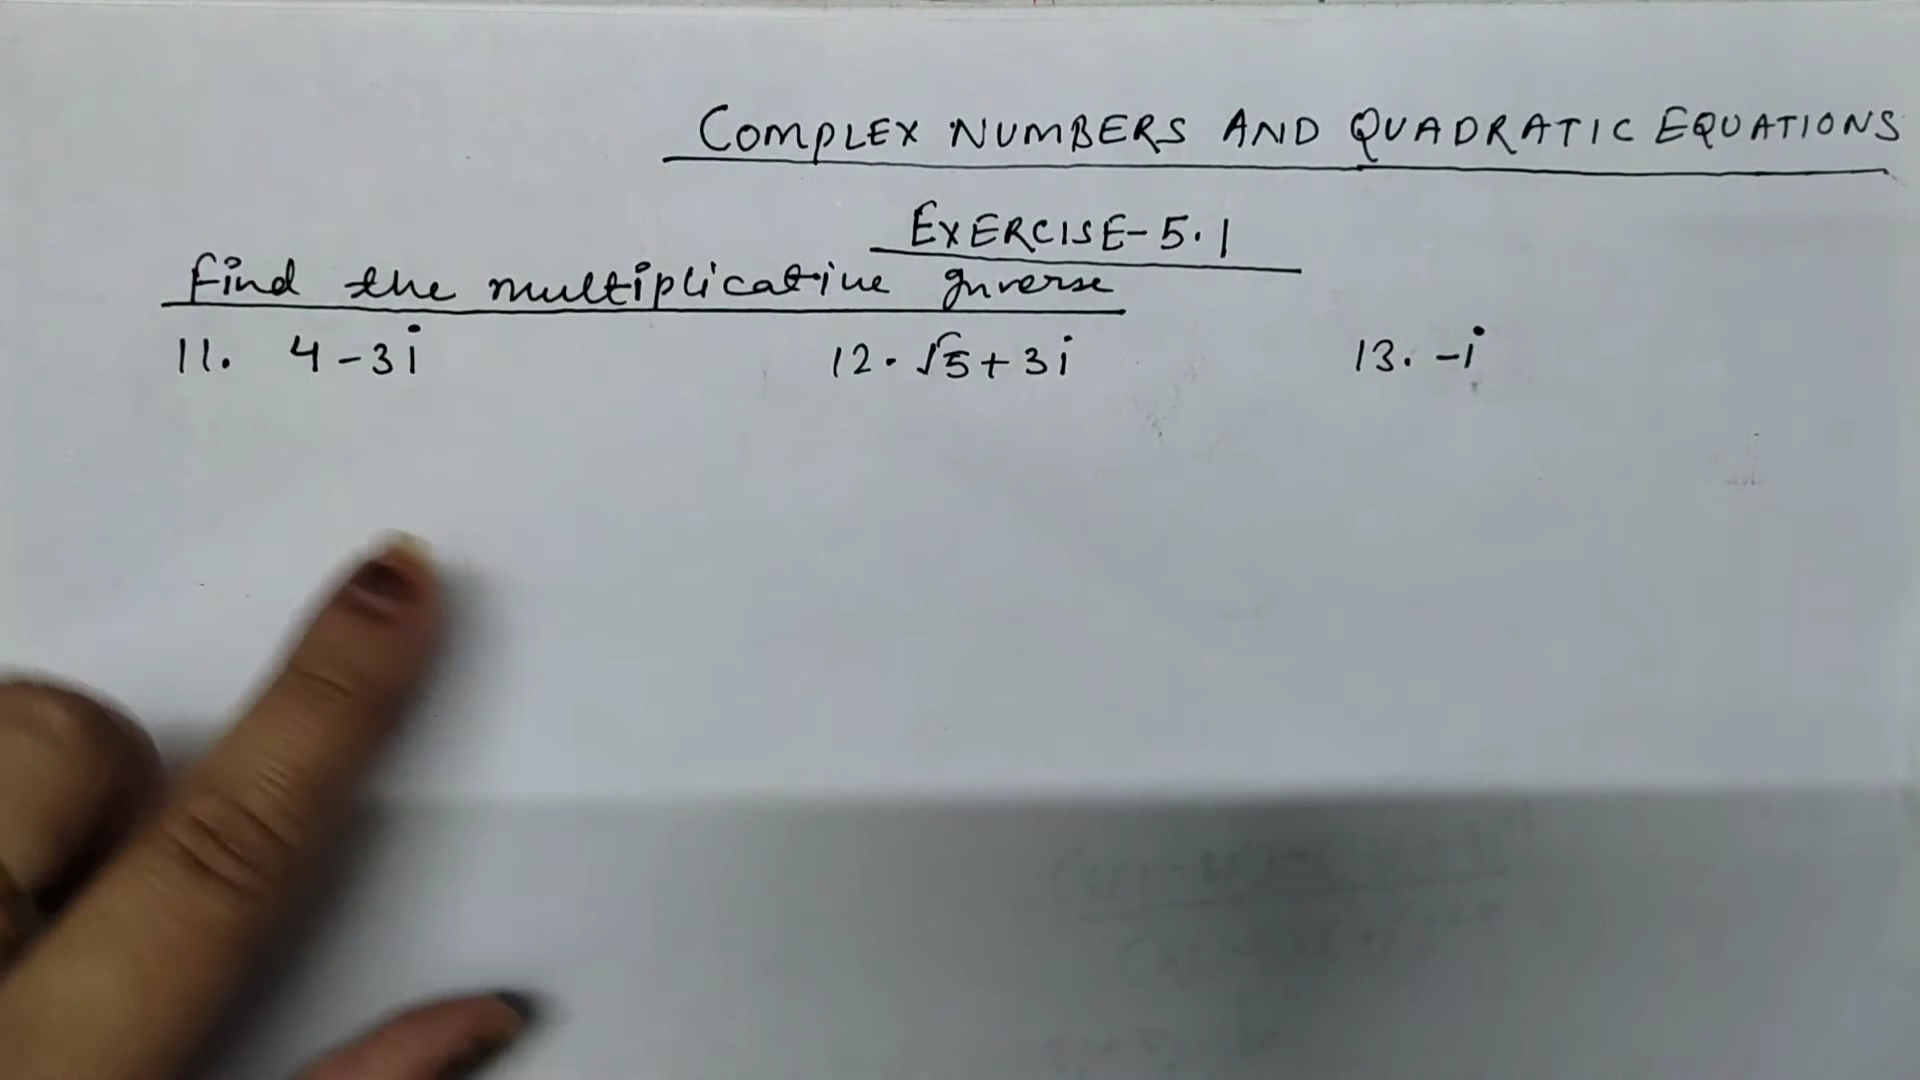 COMPLEX NUMBERS AND QUADRATIC EQUATIONS
EXERCISE-5.1
Find the multiplicative Inverse
11. 4-3i 12. √5+3i 13. -i